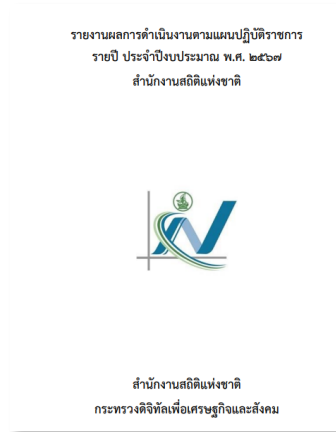 รายงานผลการดำเนินงานตามแผนปฏิบัติราชการ
รายปี ประจำปีงบประมาณ พ.ศ. ๒๕๖๗
สำนักงานสถิติแห่งชาติ
สำนักงานสถิติแห่งชาติ
กระทรวงดิจิทัลเพื่อเศรษฐกิจและสังคม